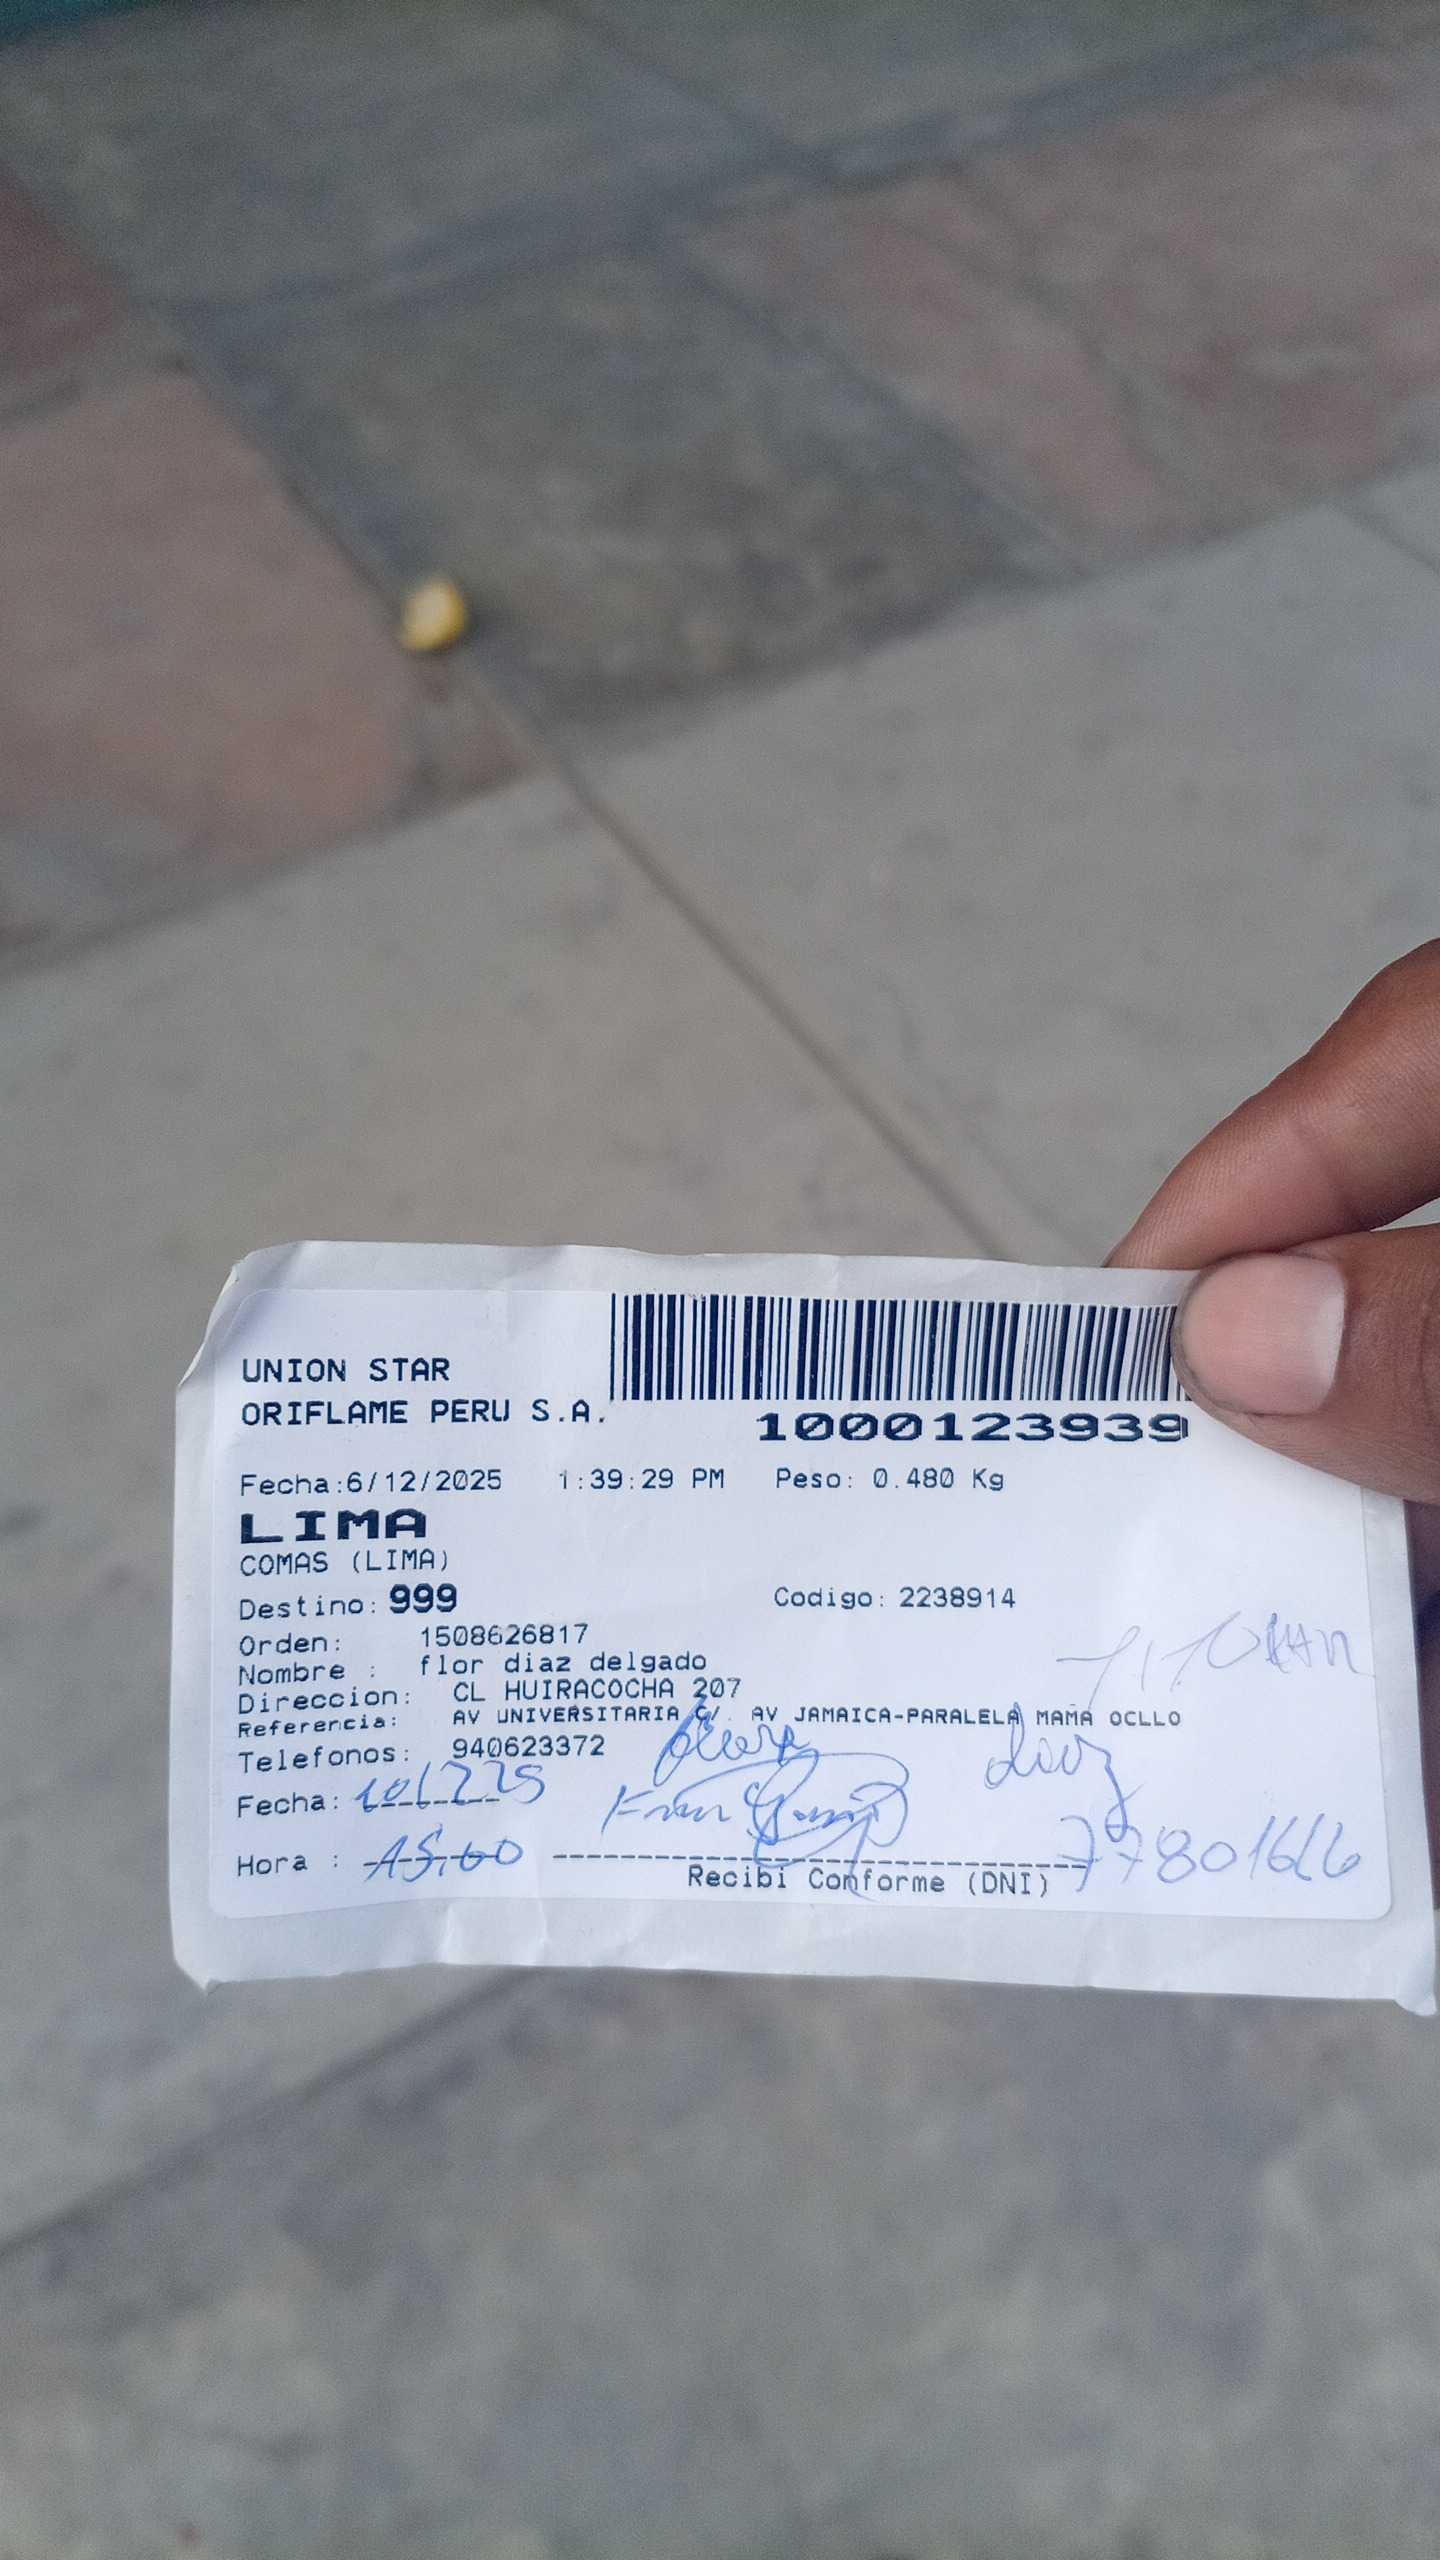 UNION STAR
ORIFLAME PERU S.A.
1000123939
Fecha:6/12/2025 1:39:29 PM Peso: 0.480 Kg
LIMA
COMAS (LIMA)
Destino: 999 Codigo: 2238914
Orden: 1508626817
Nombre : flor diaz delgado
Direccion: CL HUIRACOCHA 207
Referencia: AV UNIVERSITARIA C/. AV JAMAICA-PARALELA MAMA OCLLO
Telefonos: 940623372
Fecha:
Hora :
Recibi Conforme (DNI)